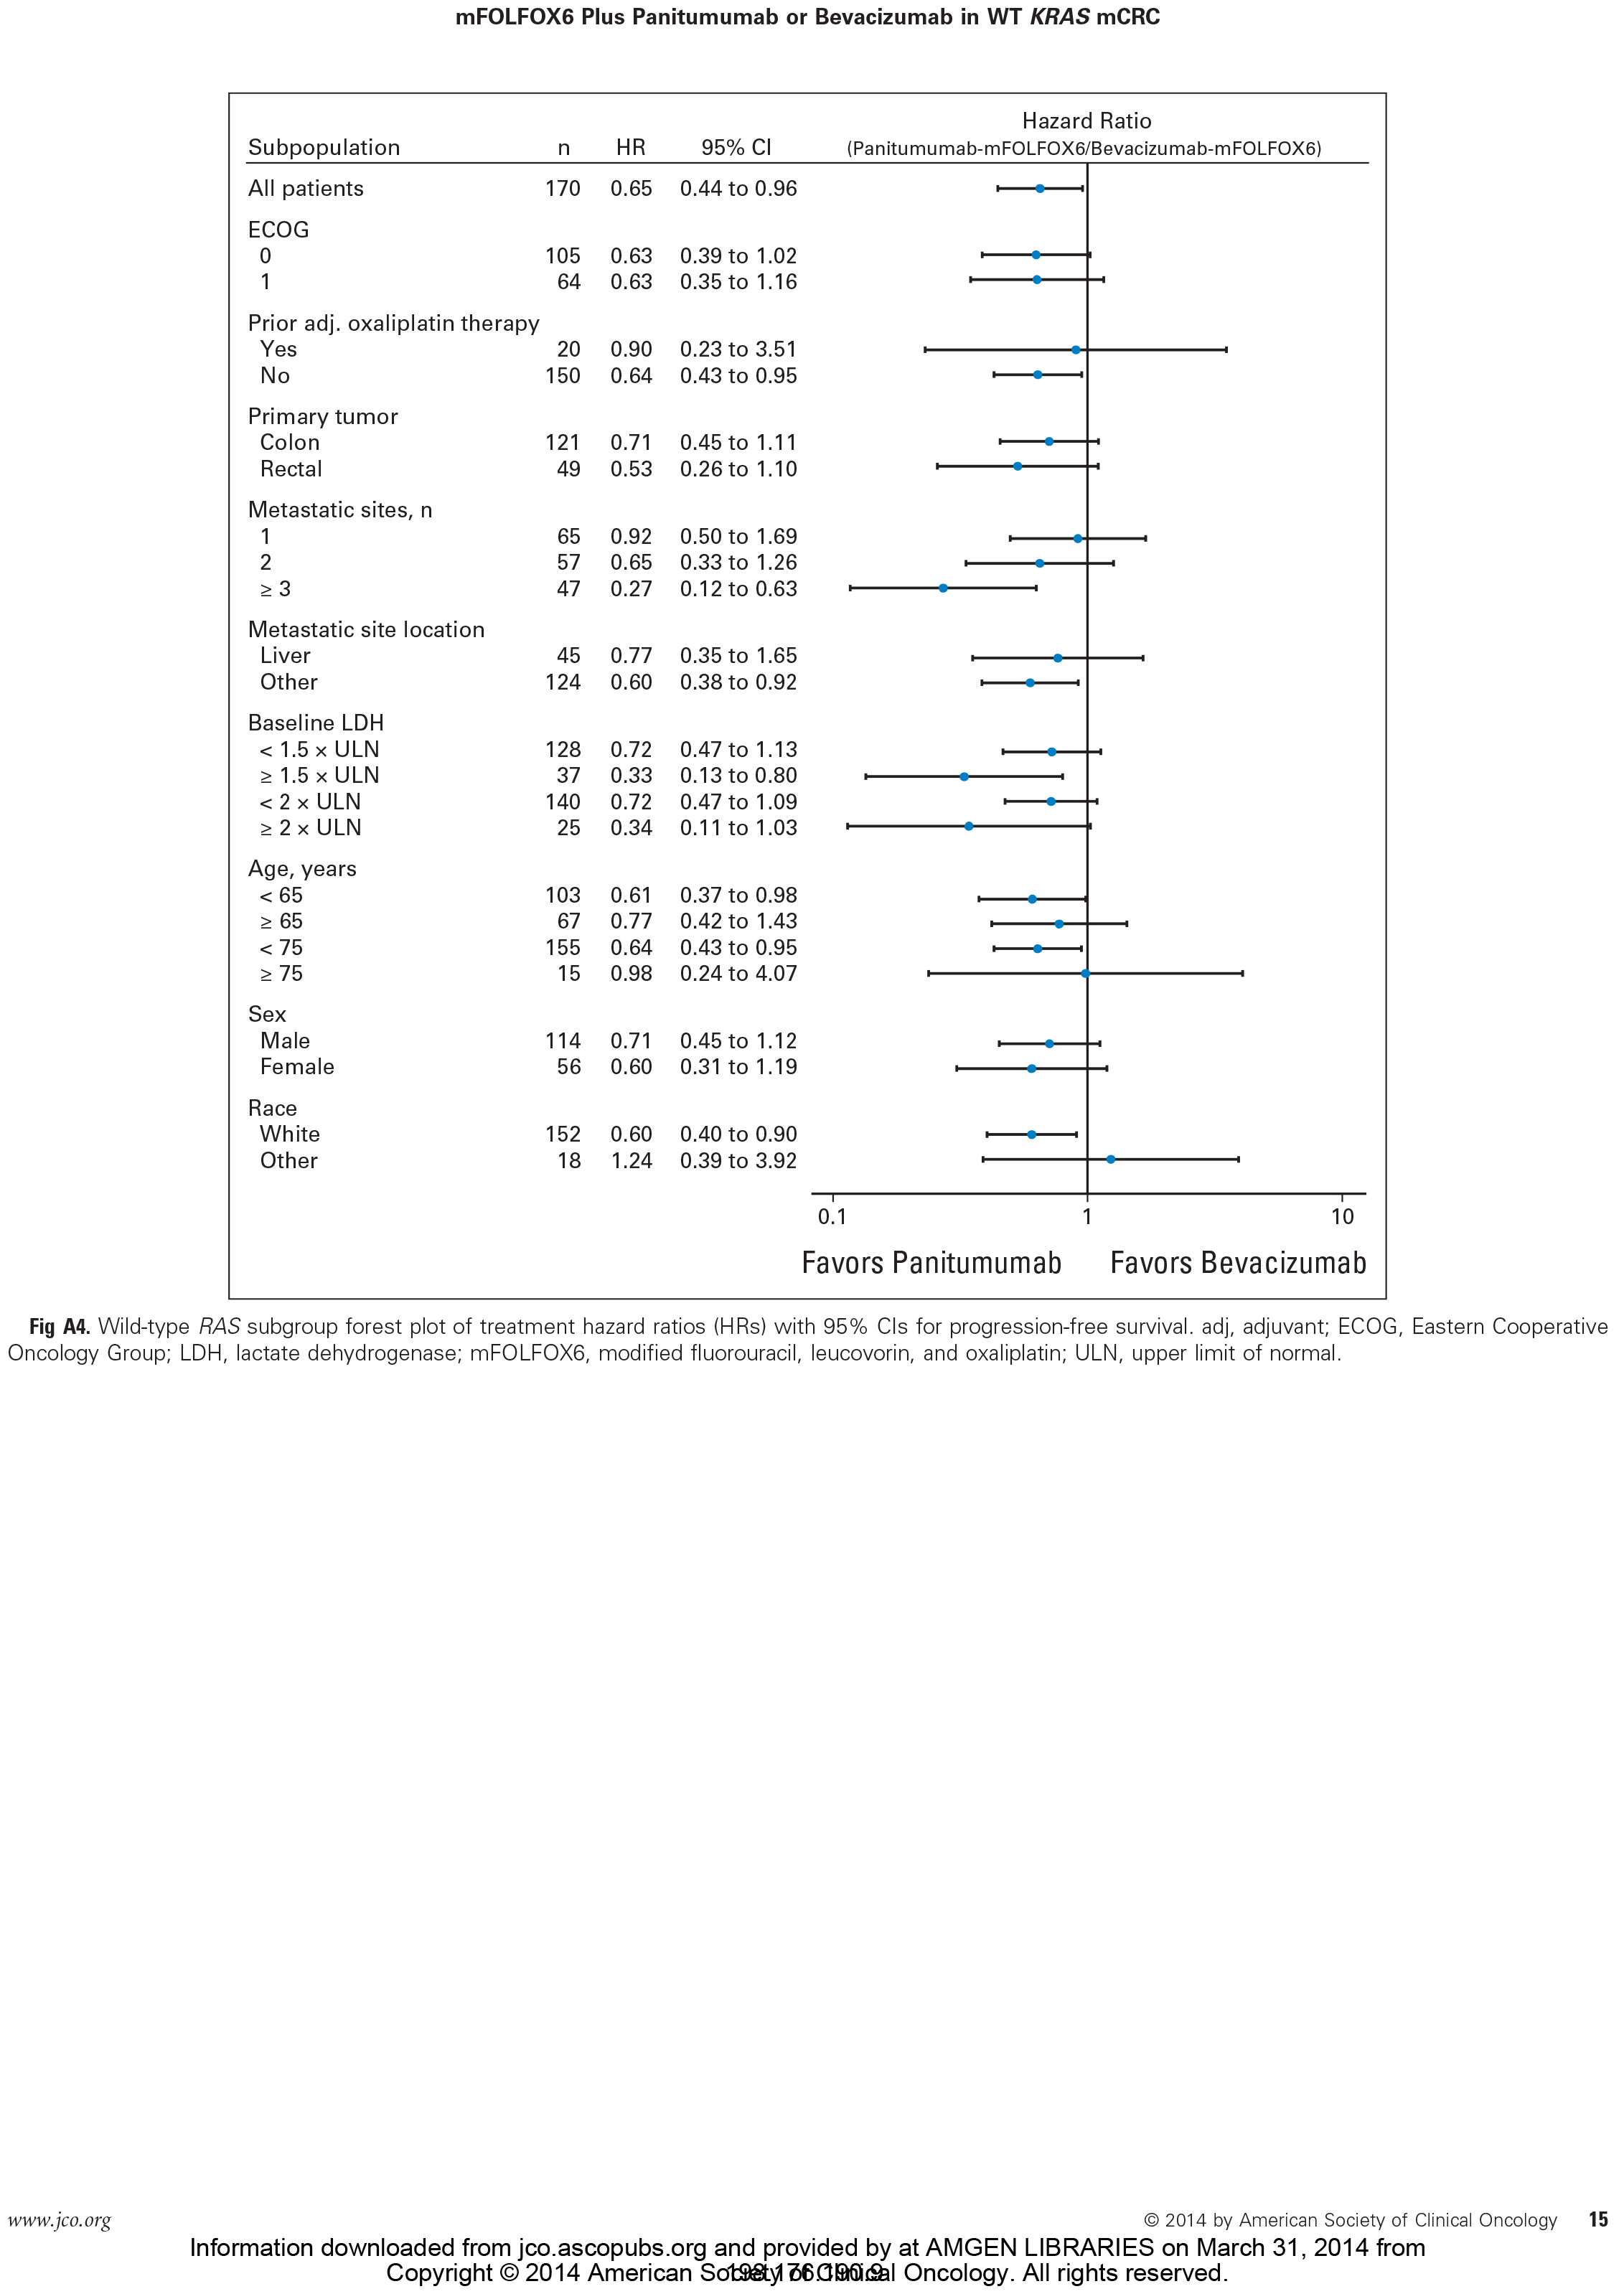 mFOLFOX6 Plus Panitumumab or Bevacizumab in WT KRAS mCRC
Hazard Ratio
Subpopulation n HR 95% CI (Panitumumab-mFOLFOX6/Bevacizumab-mFOLFOX6)
All patients 170 0.65 0.44 to 0.96
ECOG
0 105 0.63 0.39 to 1.02
1 64 0.63 0.35 to 1.16
Prior adj. oxaliplatin therapy
Yes 20 0.90 0.23 to 3.51
No 150 0.64 0.43 to 0.95
Primary tumor
Colon 121 0.71 0.45 to 1.11
Rectal 49 0.53 0.26 to 1.10
Metastatic sites, n
1 65 0.92 0.50 to 1.69
2 57 0.65 0.33 to 1.26
≥ 3 47 0.27 0.12 to 0.63
Metastatic site location
Liver 45 0.77 0.35 to 1.65
Other 124 0.60 0.38 to 0.92
Baseline LDH
< 1.5 × ULN 128 0.72 0.47 to 1.13
≥ 1.5 × ULN 37 0.33 0.13 to 0.80
< 2 × ULN 140 0.72 0.47 to 1.09
≥ 2 × ULN 25 0.34 0.11 to 1.03
Age, years
< 65 103 0.61 0.37 to 0.98
≥ 65 67 0.77 0.42 to 1.43
< 75 155 0.64 0.43 to 0.95
≥ 75 15 0.98 0.24 to 4.07
Sex
Male 114 0.71 0.45 to 1.12
Female 56 0.60 0.31 to 1.19
Race
White 152 0.60 0.40 to 0.90
Other 18 1.24 0.39 to 3.92
0.1 1 10
Favors Panitumumab Favors Bevacizumab
Fig A4. Wild-type RAS subgroup forest plot of treatment hazard ratios (HRs) with 95% CIs for progression-free survival. adj, adjuvant; ECOG, Eastern Cooperative
Oncology Group; LDH, lactate dehydrogenase; mFOLFOX6, modified fluorouracil, leucovorin, and oxaliplatin; ULN, upper limit of normal.
www.jco.org © 2014 by American Society of Clinical Oncology 15
Information downloaded from jco.ascopubs.org and provided by at AMGEN LIBRARIES on March 31, 2014 from
Copyright © 2014 American Society of Clinical Oncology. All rights reserved.
198.176.190.9